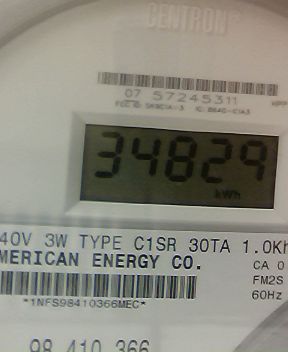 CENTRON®
07 57245311
34829
kWh
40V 3W TYPE C1SR 30TA 1.0Kh
MERICAN ENERGY CO.
CA 0
FM2S
60Hz
*1NFS98410366MEC*
98 410 366